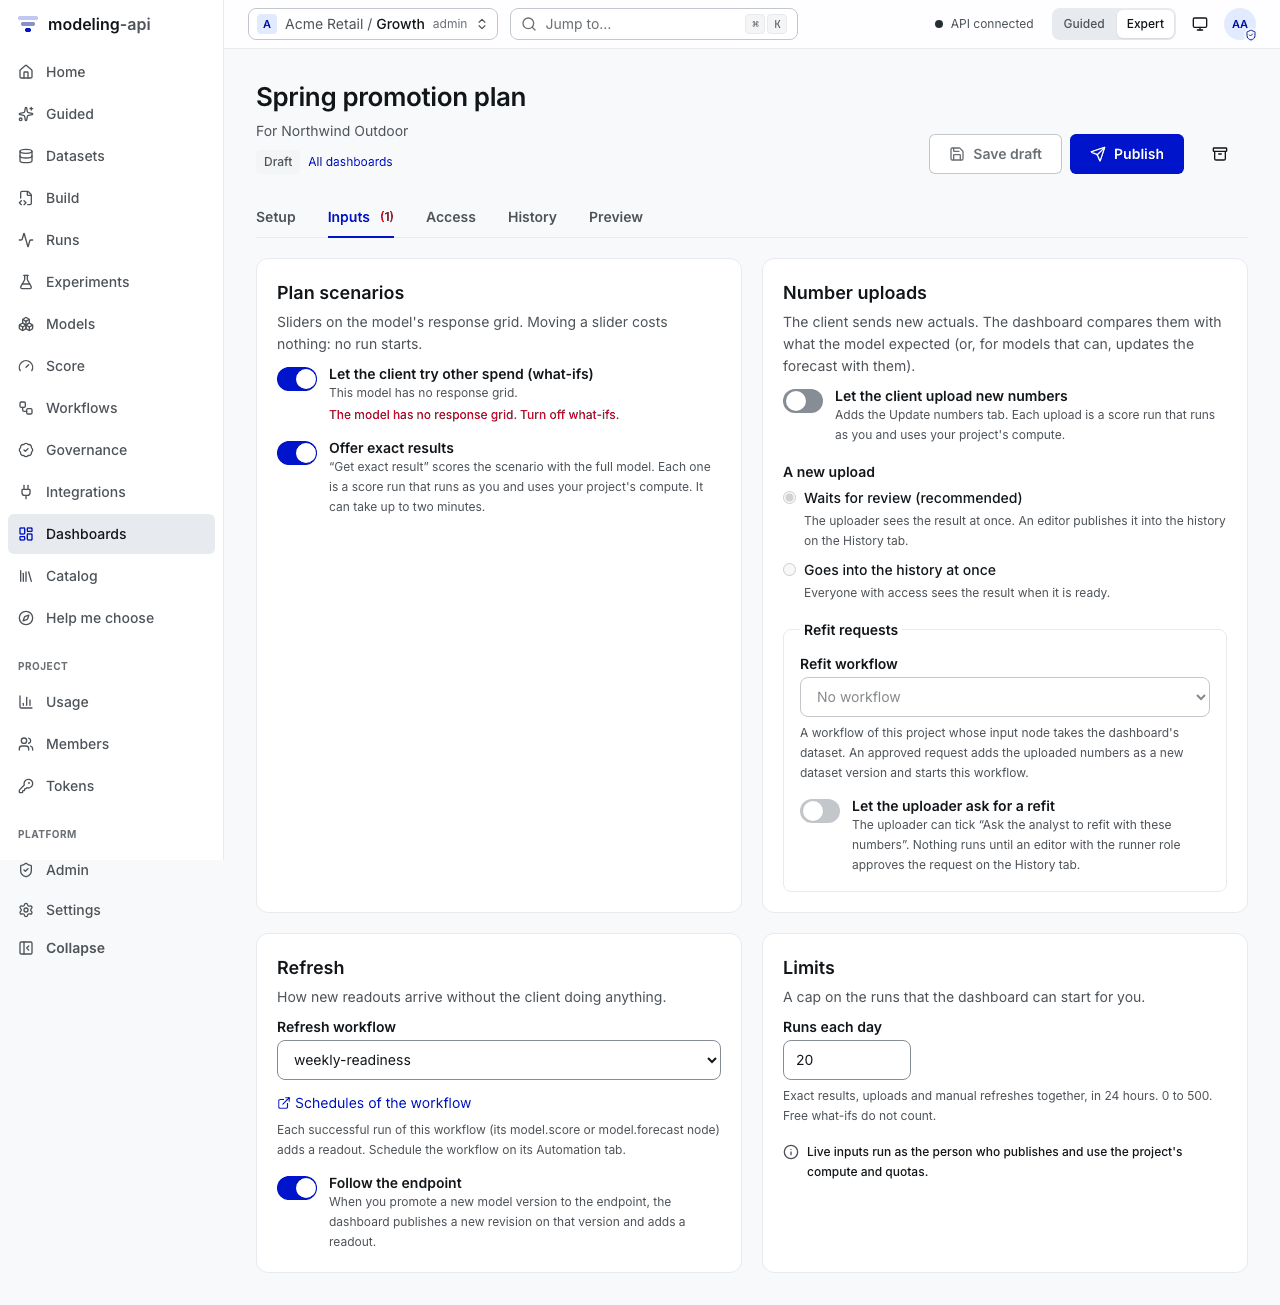 modeling-api
A Acme Retail / Growth admin
Jump to...
⌘ K
API connected
Guided Expert
AA
Home
Guided
Datasets
Build
Runs
Experiments
Models
Score
Workflows
Governance
Integrations
Dashboards
Catalog
Help me choose
PROJECT
Usage
Members
Tokens
PLATFORM
Admin
Settings
Collapse
Spring promotion plan
For Northwind Outdoor
Draft All dashboards
Save draft
Publish
Setup Inputs (1) Access History Preview
Plan scenarios
Sliders on the model's response grid. Moving a slider costs
nothing: no run starts.
Let the client try other spend (what-ifs)
This model has no response grid.
The model has no response grid. Turn off what-ifs.
Offer exact results
“Get exact result” scores the scenario with the full model. Each one
is a score run that runs as you and uses your project's compute. It
can take up to two minutes.
Number uploads
The client sends new actuals. The dashboard compares them with
what the model expected (or, for models that can, updates the
forecast with them).
Let the client upload new numbers
Adds the Update numbers tab. Each upload is a score run that runs
as you and uses your project's compute.
A new upload
Waits for review (recommended)
The uploader sees the result at once. An editor publishes it into the history
on the History tab.
Goes into the history at once
Everyone with access sees the result when it is ready.
Refit requests
Refit workflow
No workflow
A workflow of this project whose input node takes the dashboard's
dataset. An approved request adds the uploaded numbers as a new
dataset version and starts this workflow.
Let the uploader ask for a refit
The uploader can tick “Ask the analyst to refit with these
numbers”. Nothing runs until an editor with the runner role
approves the request on the History tab.
Refresh
How new readouts arrive without the client doing anything.
Refresh workflow
weekly-readiness
Schedules of the workflow
Each successful run of this workflow (its model.score or model.forecast node)
adds a readout. Schedule the workflow on its Automation tab.
Follow the endpoint
When you promote a new model version to the endpoint, the
dashboard publishes a new revision on that version and adds a
readout.
Limits
A cap on the runs that the dashboard can start for you.
Runs each day
20
Exact results, uploads and manual refreshes together, in 24 hours. 0 to 500.
Free what-ifs do not count.
Live inputs run as the person who publishes and use the project's
compute and quotas.